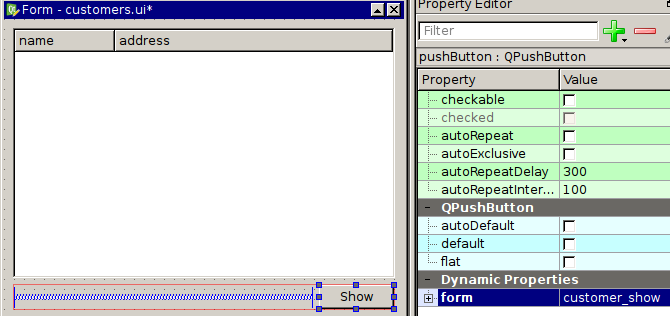 Form - customers.ui*
name address
Show
Property Editor
Filter
pushButton : QPushButton
Property Value
checkable
checked
autoRepeat
autoExclusive
autoRepeatDelay 300
autoRepeatInter... 100
QPushButton
autoDefault
default
flat
Dynamic Properties
form customer_show